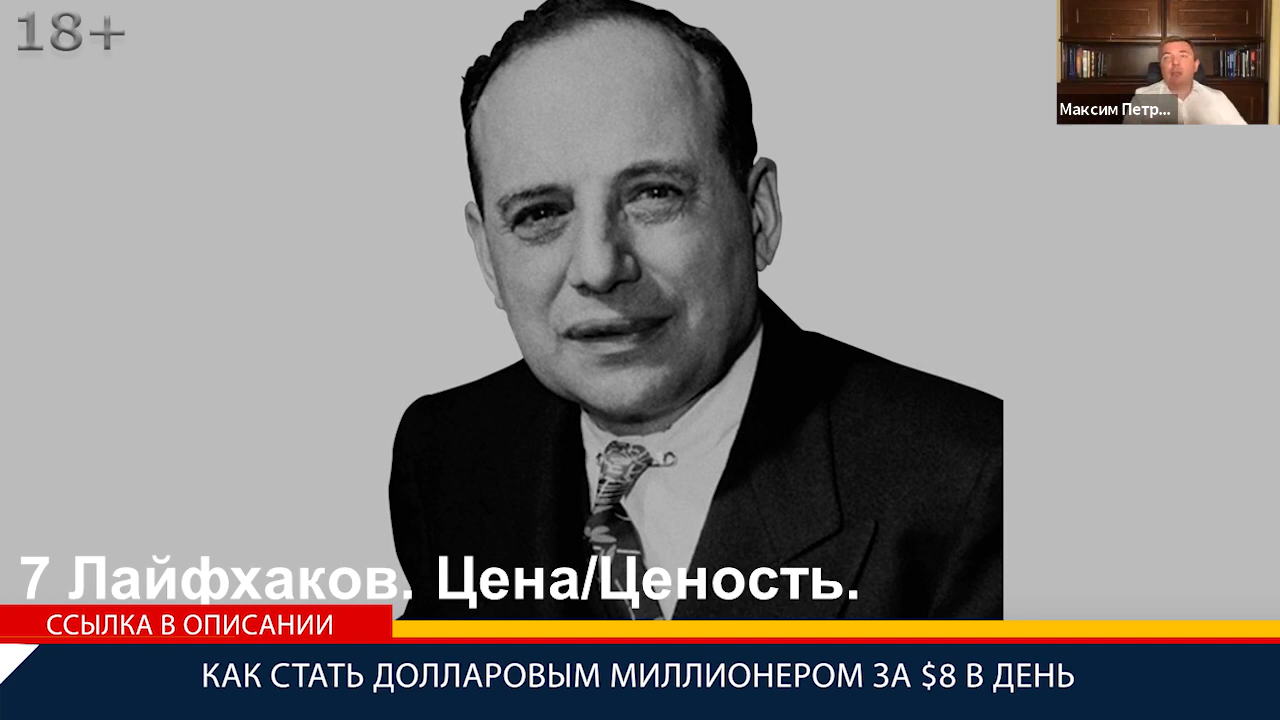 18+
Максим Петр...
7 Лайфхаков. Цена/Ценость.
ССЫЛКА В ОПИСАНИИ
КАК СТАТЬ ДОЛЛАРОВЫМ МИЛЛИОНЕРОМ ЗА $8 В ДЕНЬ